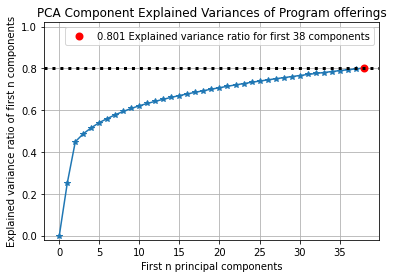 PCA Component Explained Variances of Program offerings
1.0
0.801 Explained variance ratio for first 38 components
0.8
0.6
0.4
0.2
0.0
Explained variance ratio of first n components
0 5 10 15 20 25 30 35
First n principal components